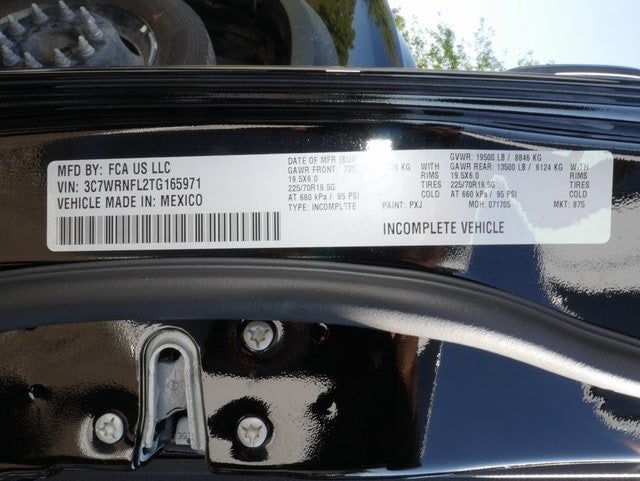 MFD BY: FCA US LLC
VIN: 3C7WRNFL2TG165971
VEHICLE MADE IN: MEXICO
DATE OF MFR
GAWR FRONT:
KG WITH
19.5X6.0 RIMS
225/70R19.5G TIRES
AT 660 kPa / 95 PSI COLD
TYPE: INCOMPLETE PAINT: PXJ
GVWR: 19500 LB / 8846 KG
GAWR REAR: 13500 LB / 6124 KG WITH
19.5X6.0 RIMS
225/70R19.5G TIRES
AT 660 kPa / 95 PSI COLD
MDH: 071705 MKT: 875
INCOMPLETE VEHICLE